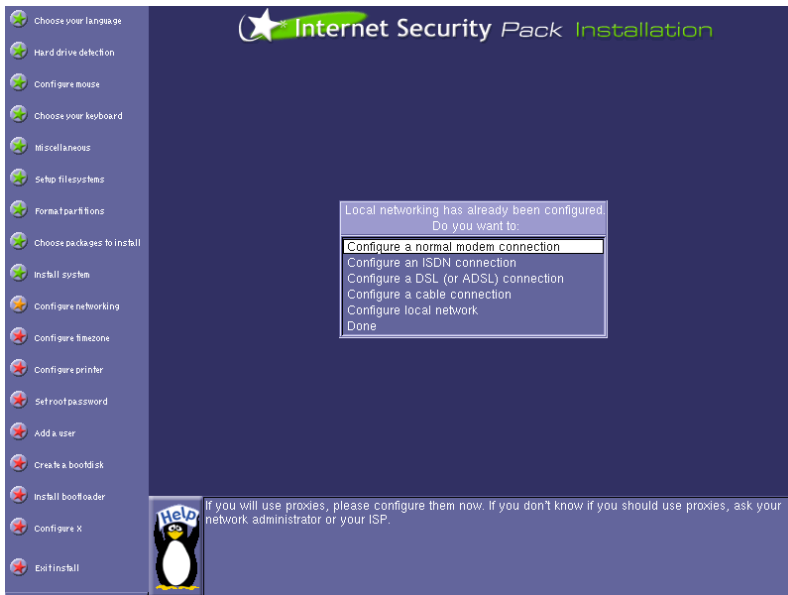 Internet Security Pack Installation
Choose your language
Hard drive detection
Configure mouse
Choose your keyboard
Miscellaneous
Setup filesystems
Format partitions
Choose packages to install
Install system
Configure networking
Configure timezone
Configure printer
Set root password
Add a user
Create a bootdisk
Install bootloader
Configure X
Exit install
Local networking has already been configured.
Do you want to:
Configure a normal modem connection
Configure an ISDN connection
Configure a DSL (or ADSL) connection
Configure a cable connection
Configure local network
Done
Help
If you will use proxies, please configure them now. If you don't know if you should use proxies, ask your
network administrator or your ISP.